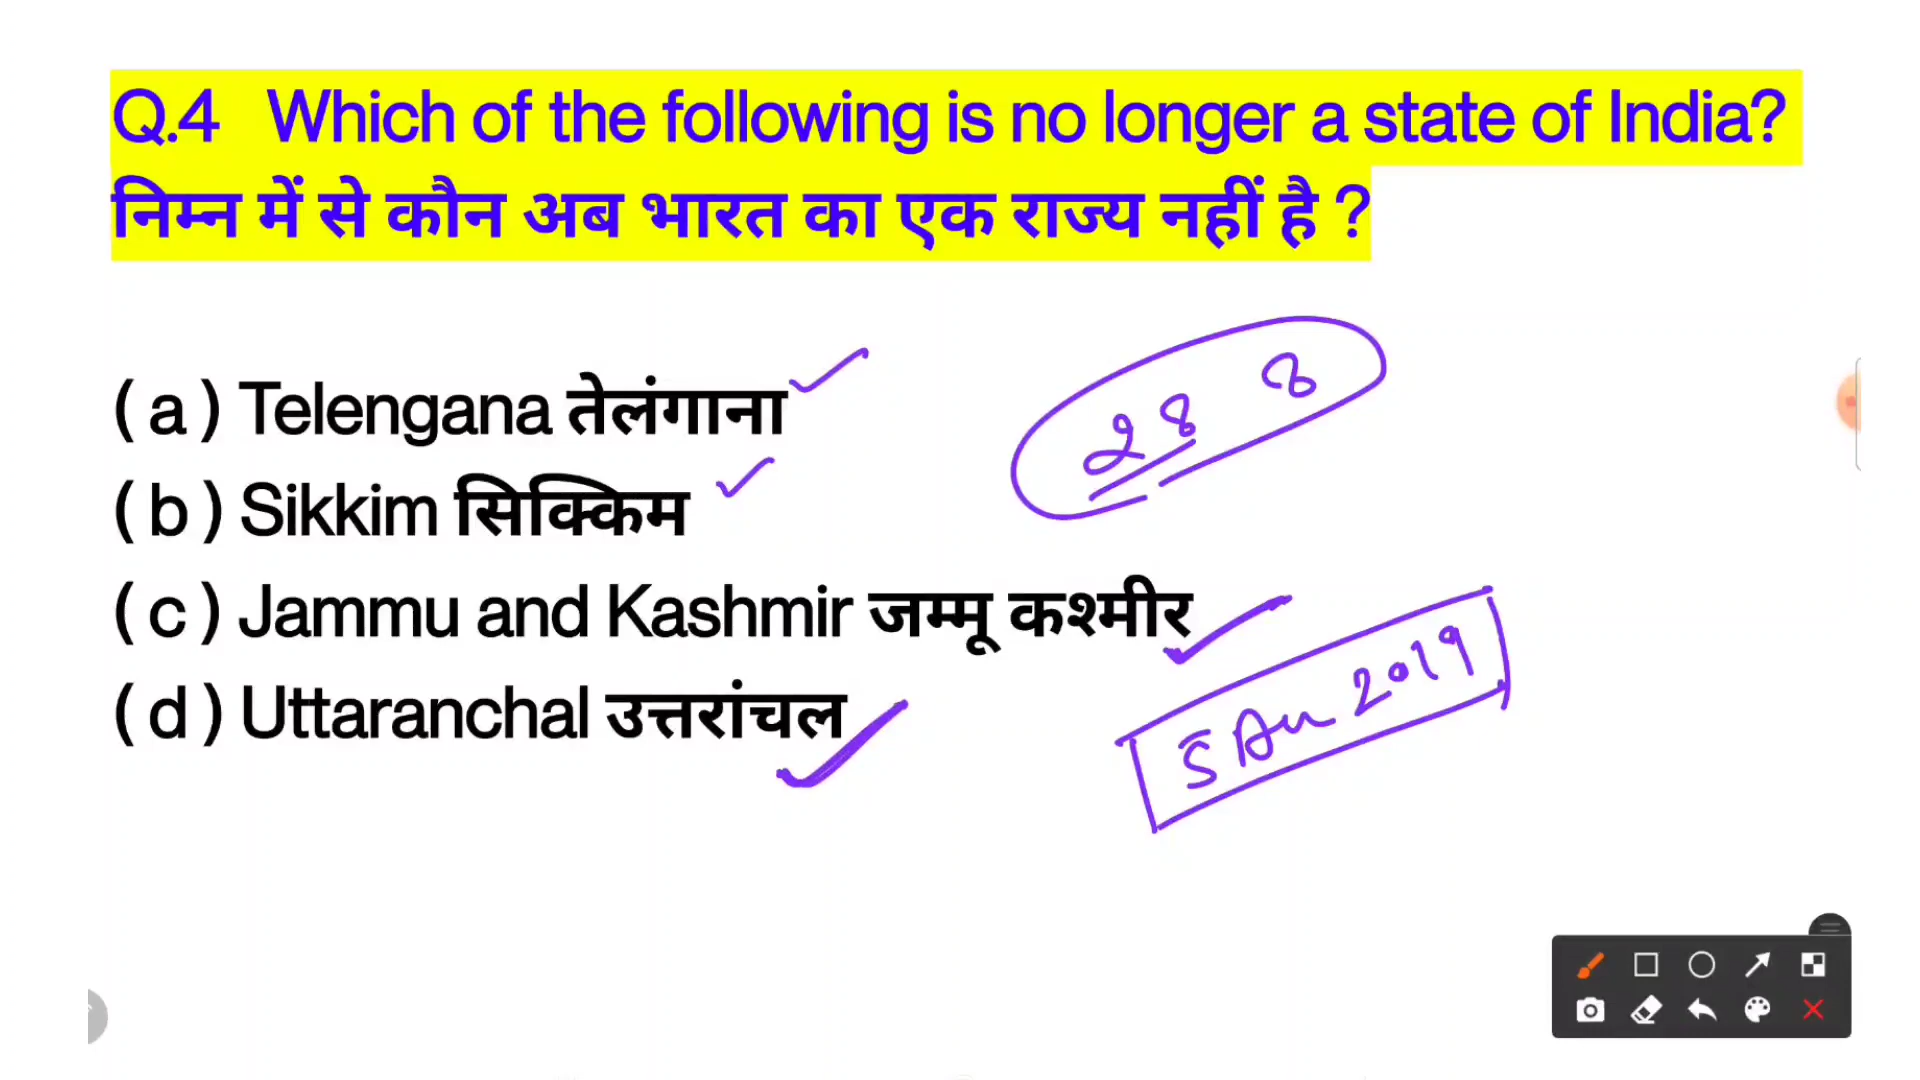 Q.4 Which of the following is no longer a state of India?
निम्न में से कौन अब भारत का एक राज्य नहीं है ?
( a ) Telengana तेलंगाना
28 8
( b ) Sikkim सिक्किम
( c ) Jammu and Kashmir जम्मू कश्मीर
5 Au 2019
( d ) Uttaranchal उत्तरांचल